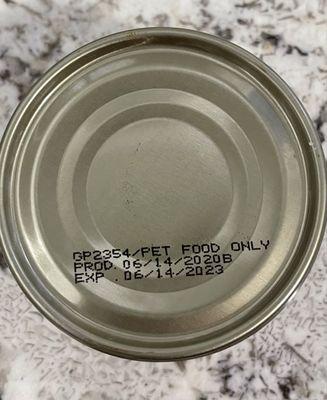 GP2354/PET FOOD ONLY
PROD. 06/14/2020B
EXP . 06/14/2023